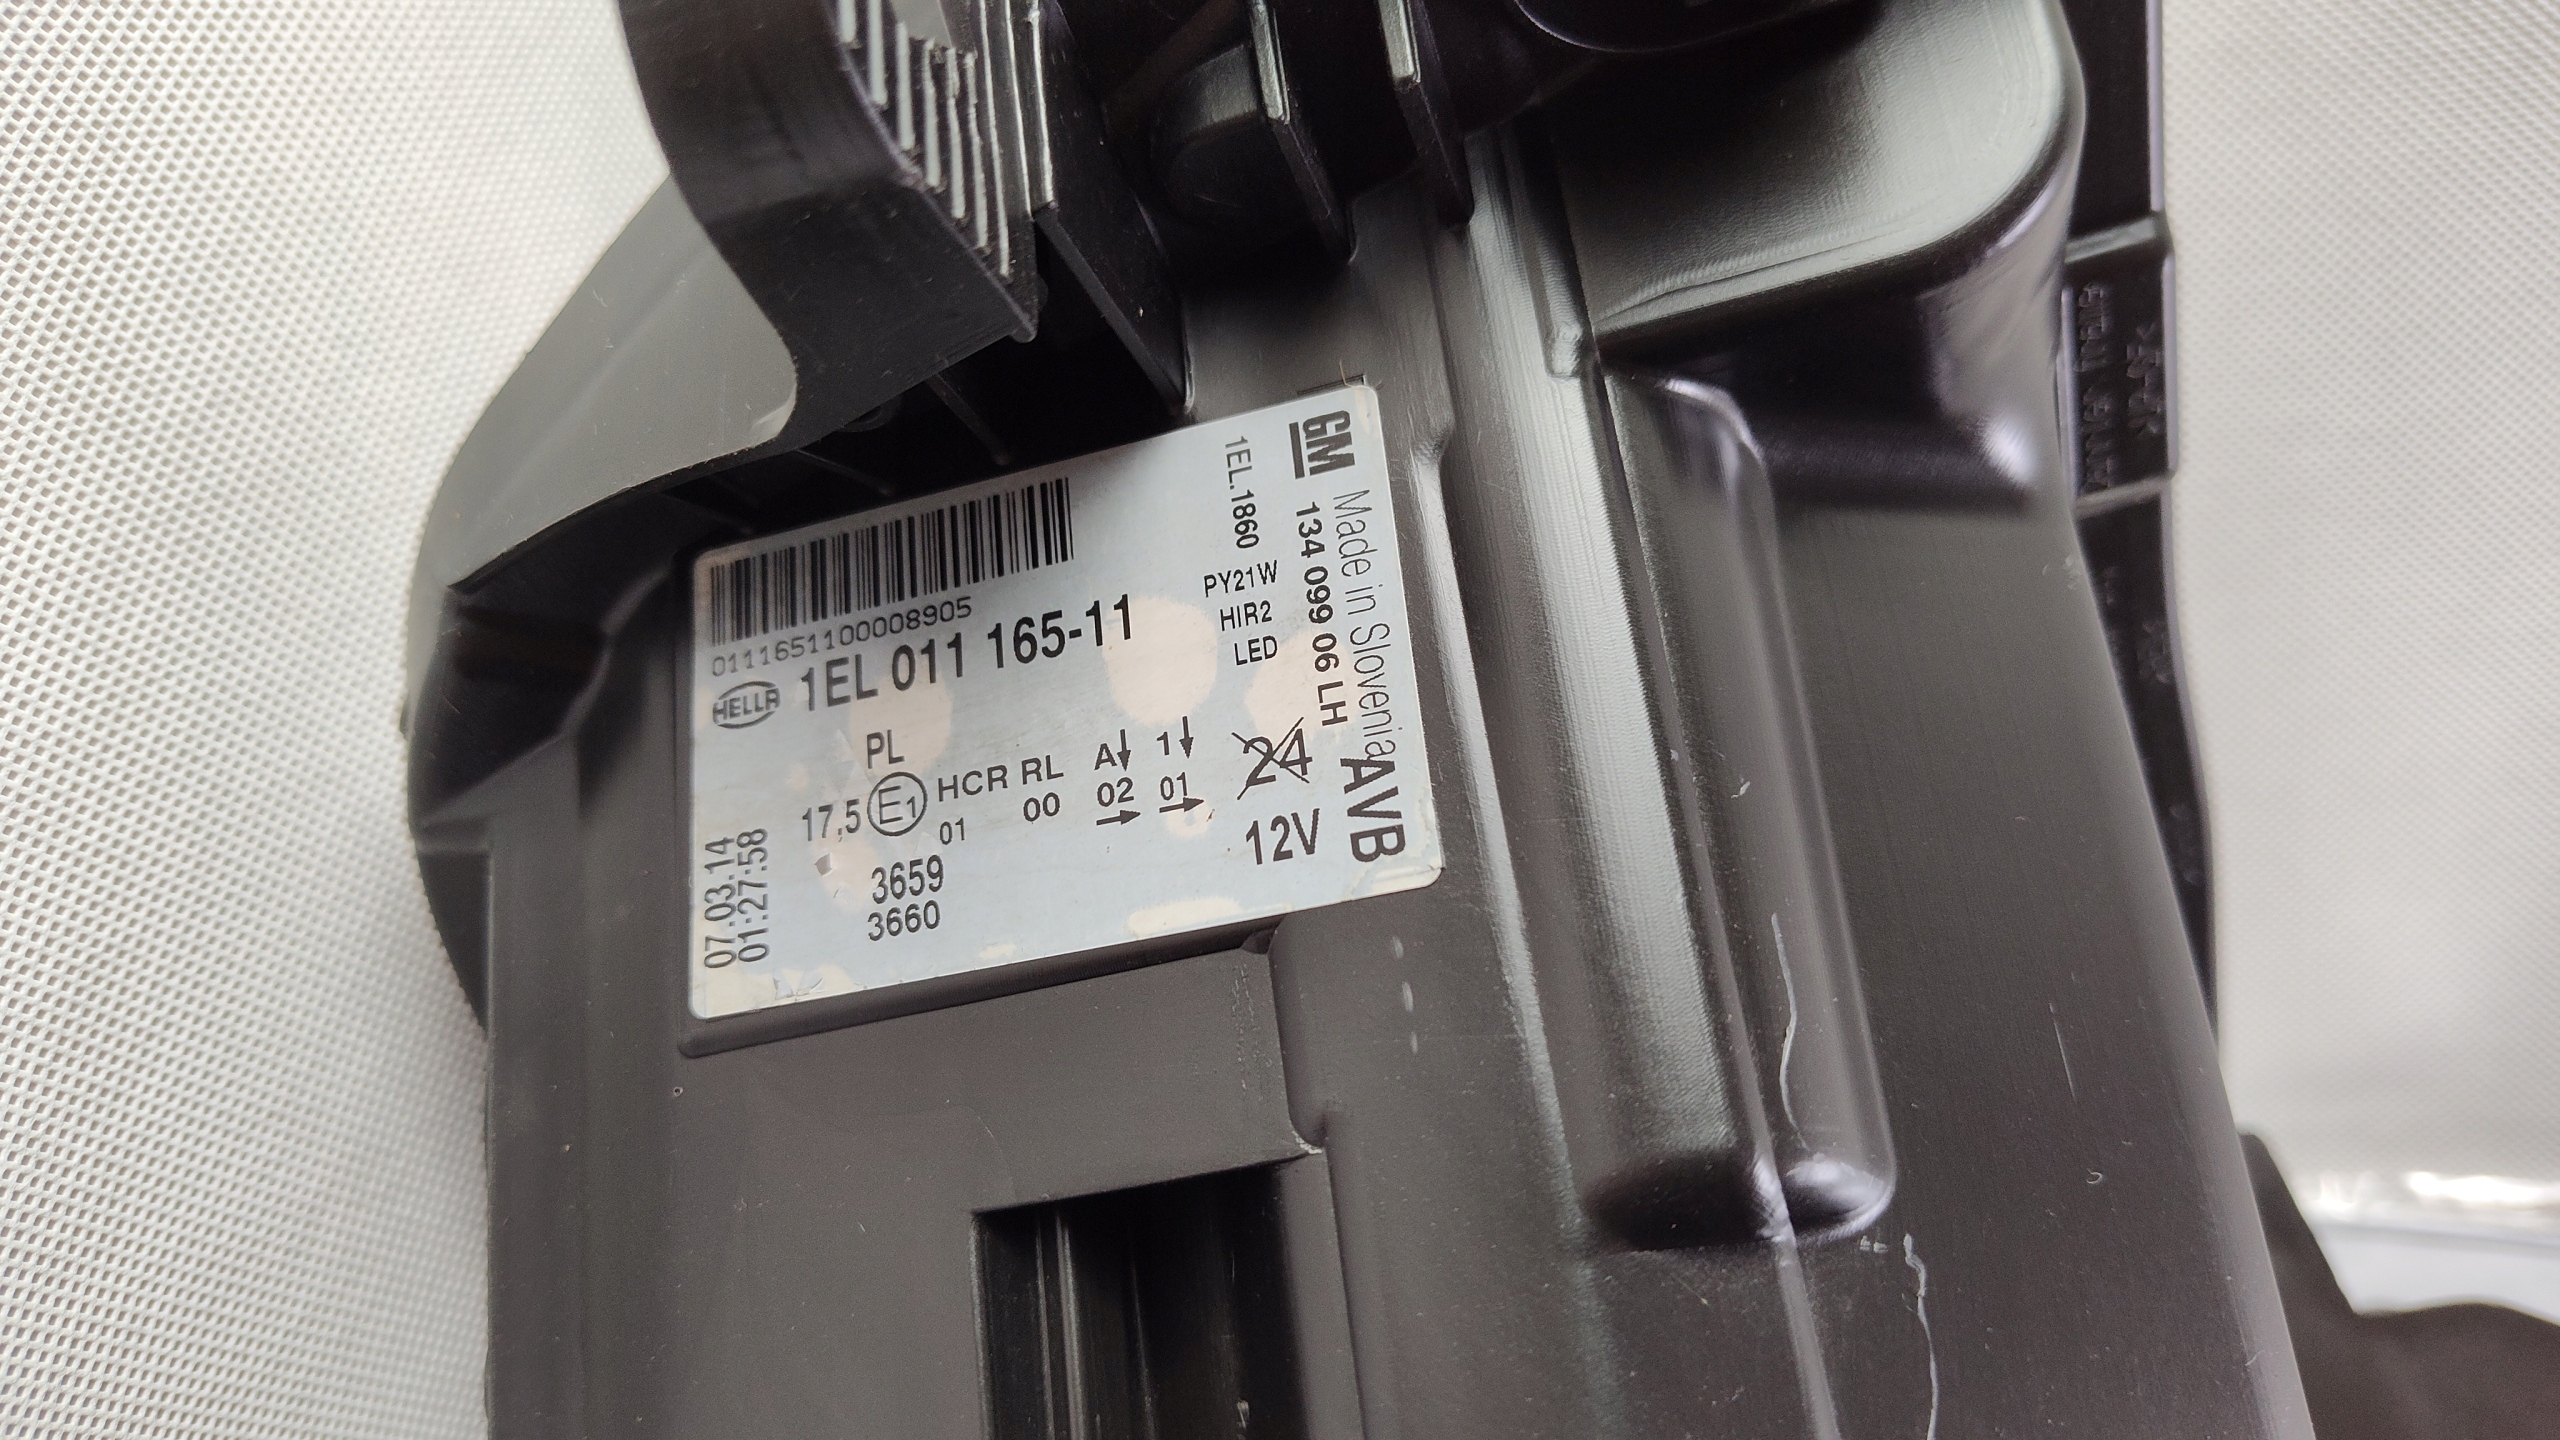 0111651100008905
HELLA
1EL 011 165-11
PL
17,5 E1 HCR RL A↓ 1↓
01 00 02 01
→ →
3659
3660
07.03.14
01:27:58
1EL.1860
PY21W
HIR2
LED
24
12V
GM 134 099 06 LH
Made in Slovenia
AVB